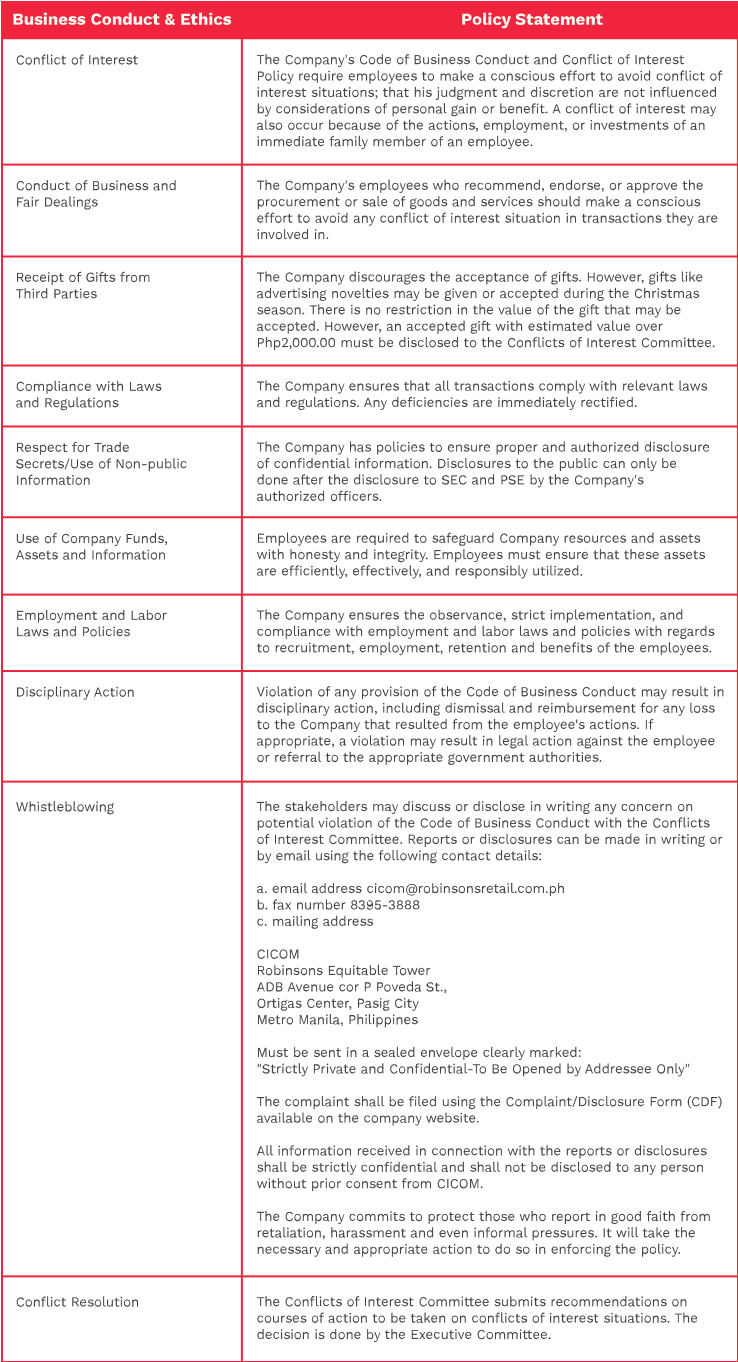 Business Conduct & Ethics
Policy Statement
Conflict of Interest
The Company's Code of Business Conduct and Conflict of Interest
Policy require employees to make a conscious effort to avoid conflict of
interest situations; that his judgment and discretion are not influenced
by considerations of personal gain or benefit. A conflict of interest may
also occur because of the actions, employment, or investments of an
immediate family member of an employee.
Conduct of Business and
Fair Dealings
The Company's employees who recommend, endorse, or approve the
procurement or sale of goods and services should make a conscious
effort to avoid any conflict of interest situation in transactions they are
involved in.
Receipt of Gifts from
Third Parties
The Company discourages the acceptance of gifts. However, gifts like
advertising novelties may be given or accepted during the Christmas
season. There is no restriction in the value of the gift that may be
accepted. However, an accepted gift with estimated value over
Php2,000.00 must be disclosed to the Conflicts of Interest Committee.
Compliance with Laws
and Regulations
The Company ensures that all transactions comply with relevant laws
and regulations. Any deficiencies are immediately rectified.
Respect for Trade
Secrets/Use of Non-public
Information
The Company has policies to ensure proper and authorized disclosure
of confidential information. Disclosures to the public can only be
done after the disclosure to SEC and PSE by the Company's
authorized officers.
Use of Company Funds,
Assets and Information
Employees are required to safeguard Company resources and assets
with honesty and integrity. Employees must ensure that these assets
are efficiently, effectively, and responsibly utilized.
Employment and Labor
Laws and Policies
The Company ensures the observance, strict implementation, and
compliance with employment and labor laws and policies with regards
to recruitment, employment, retention and benefits of the employees.
Disciplinary Action
Violation of any provision of the Code of Business Conduct may result in
disciplinary action, including dismissal and reimbursement for any loss
to the Company that resulted from the employee's actions. If
appropriate, a violation may result in legal action against the employee
or referral to the appropriate government authorities.
Whistleblowing
The stakeholders may discuss or disclose in writing any concern on
potential violation of the Code of Business Conduct with the Conflicts
of Interest Committee. Reports or disclosures can be made in writing or
by email using the following contact details:
a. email address cicom@robinsonsretail.com.ph
b. fax number 8395-3888
c. mailing address
CICOM
Robinsons Equitable Tower
ADB Avenue cor P Poveda St.,
Ortigas Center, Pasig City
Metro Manila, Philippines
Must be sent in a sealed envelope clearly marked:
"Strictly Private and Confidential-To Be Opened by Addressee Only"
The complaint shall be filed using the Complaint/Disclosure Form (CDF)
available on the company website.
All information received in connection with the reports or disclosures
shall be strictly confidential and shall not be disclosed to any person
without prior consent from CICOM.
The Company commits to protect those who report in good faith from
retaliation, harassment and even informal pressures. It will take the
necessary and appropriate action to do so in enforcing the policy.
Conflict Resolution
The Conflicts of Interest Committee submits recommendations on
courses of action to be taken on conflicts of interest situations. The
decision is done by the Executive Committee.